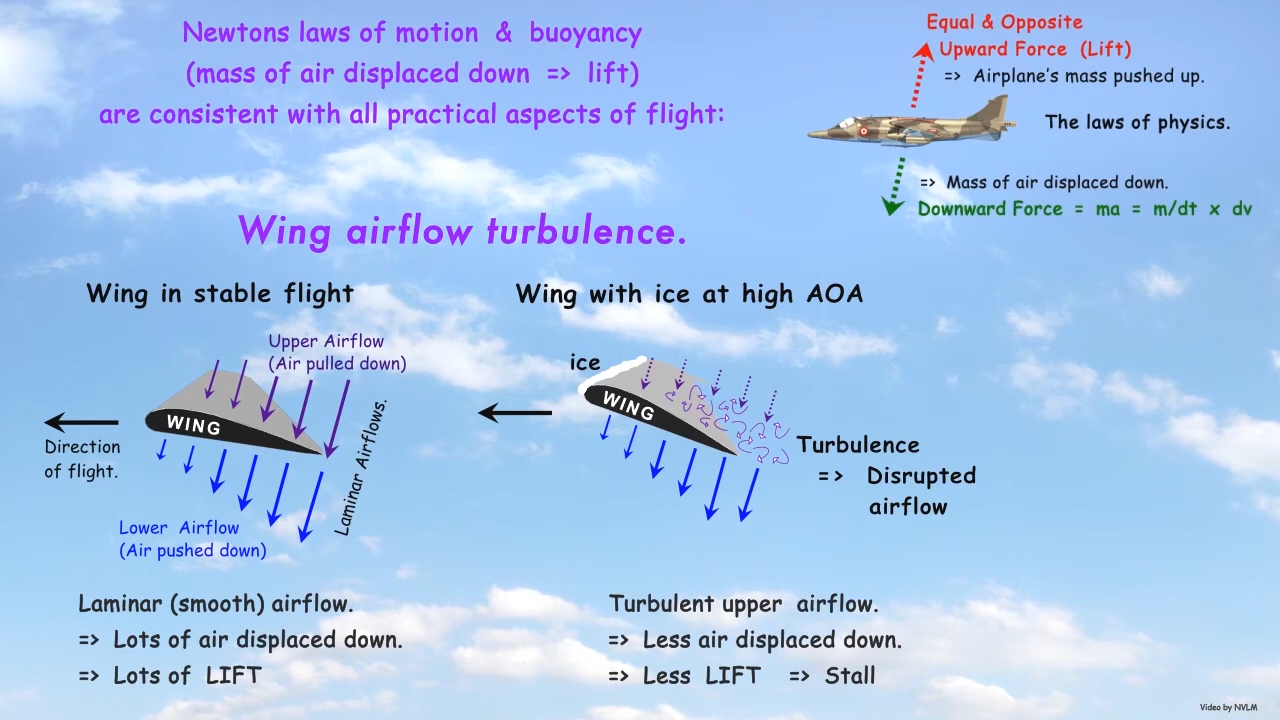 Newtons laws of motion & buoyancy
(mass of air displaced down => lift)
are consistent with all practical aspects of flight:
Equal & Opposite
Upward Force (Lift)
=> Airplane's mass pushed up.
The laws of physics.
=> Mass of air displaced down.
Downward Force = ma = m/dt x dv
Wing airflow turbulence.
Wing in stable flight
Upper Airflow
(Air pulled down)
WING
Direction
of flight.
Laminar Airflows.
Lower Airflow
(Air pushed down)
Laminar (smooth) airflow.
=> Lots of air displaced down.
=> Lots of LIFT
Wing with ice at high AOA
ice
WING
Turbulence
=> Disrupted
airflow
Turbulent upper airflow.
=> Less air displaced down.
=> Less LIFT => Stall
Video by NVLM